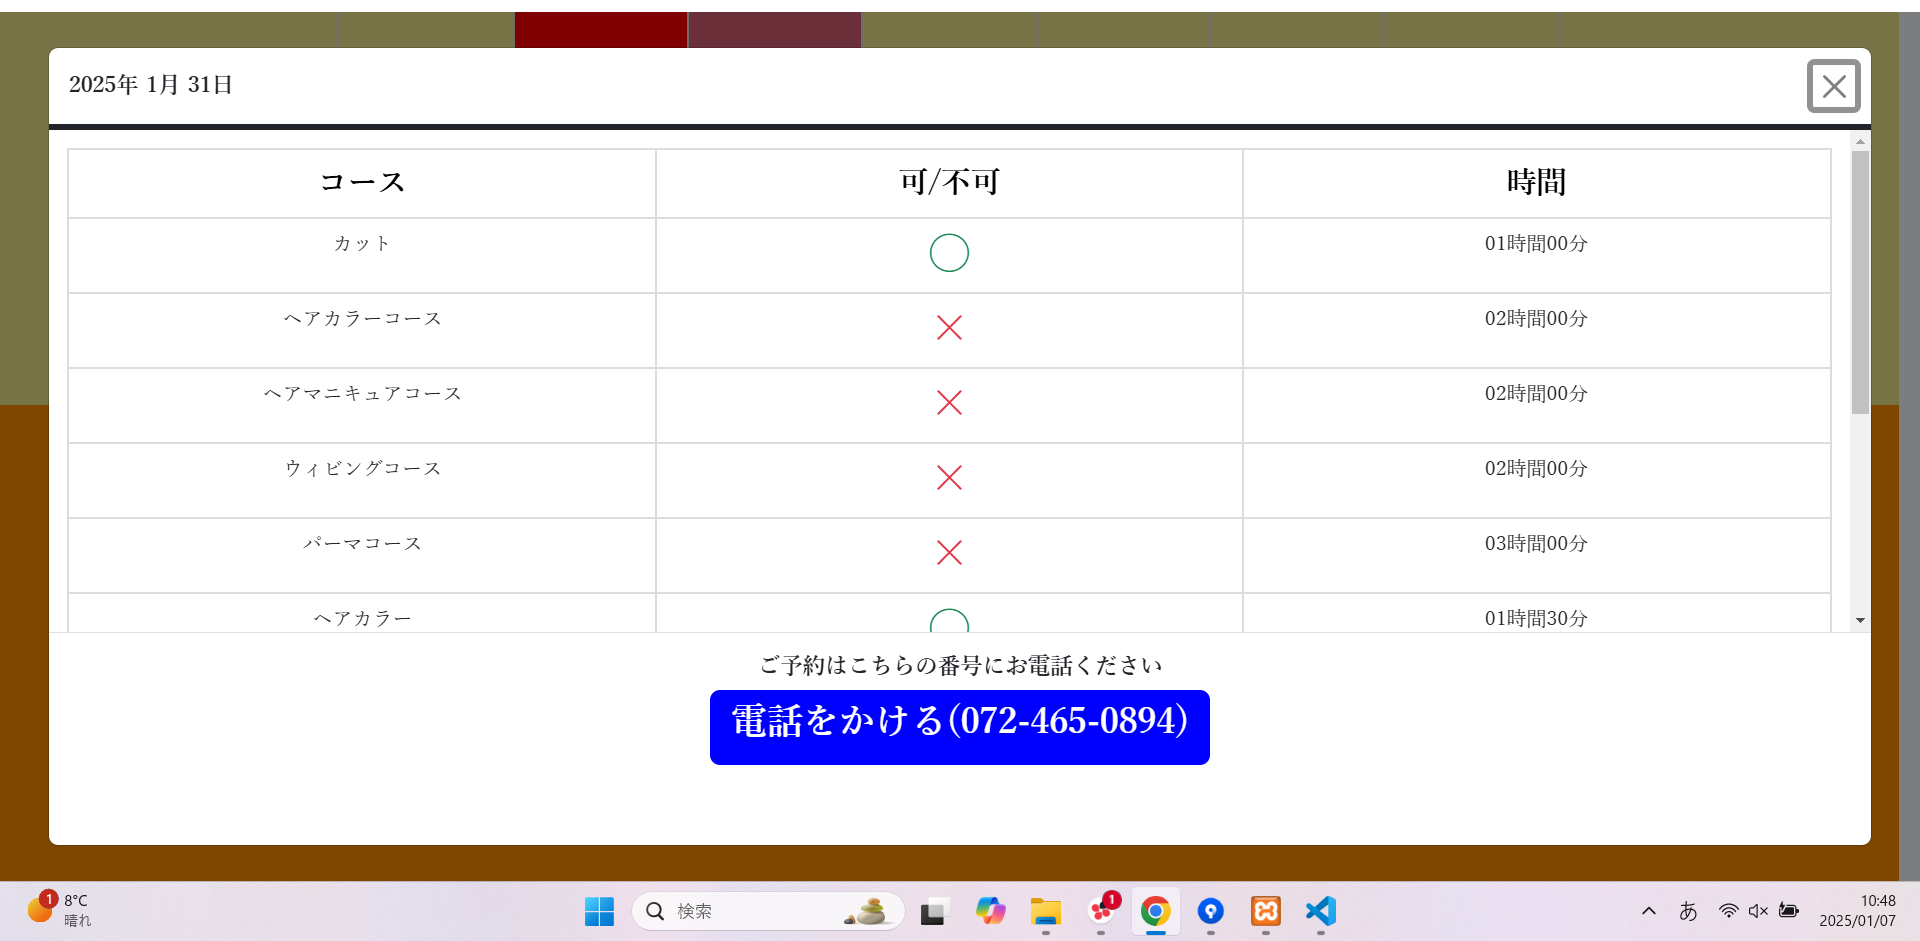 2025年 1月 31日
コース 可/不可 時間
カット 01時間00分
ヘアカラーコース 02時間00分
ヘアマニキュアコース 02時間00分
ウィビングコース 02時間00分
パーマコース 03時間00分
ヘアカラー 01時間30分
ご予約はこちらの番号にお電話ください
電話をかける(072-465-0894)
1
8°C
晴れ
検索
1
あ
10:48
2025/01/07